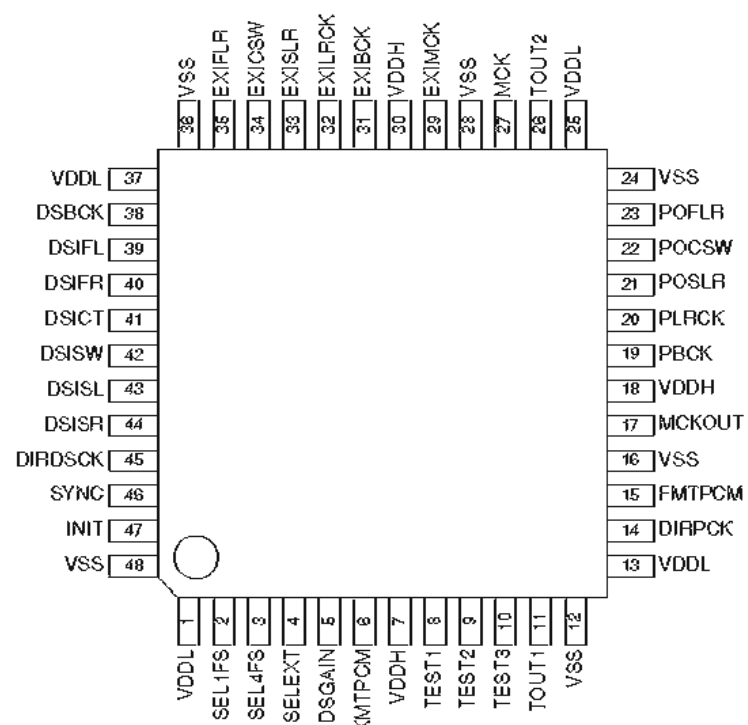 VSS EXIFLR EXICSW EXISLR EXILRCK EXIBCK VDDH EXIMCK VSS MCK TOUT2 VDDL
36 35 34 33 32 31 30 29 28 27 26 25
VDDL 37
DSBCK 38
DSIFL 39
DSIFR 40
DSICT 41
DSISW 42
DSISL 43
DSISR 44
DIRDSCK 45
SYNC 46
INIT 47
VSS 48
24 VSS
23 POFLR
22 POCSW
21 POSLR
20 PLRCK
19 PBCK
18 VDDH
17 MCKOUT
16 VSS
15 FMTPCM
14 DIRPCK
13 VDDL
1 2 3 4 5 6 7 8 9 10 11 12
VDDL SEL1FS SEL4FS SELEXT DSGAIN VDDH TEST1 TEST2 TEST3 TOUT1 VSS